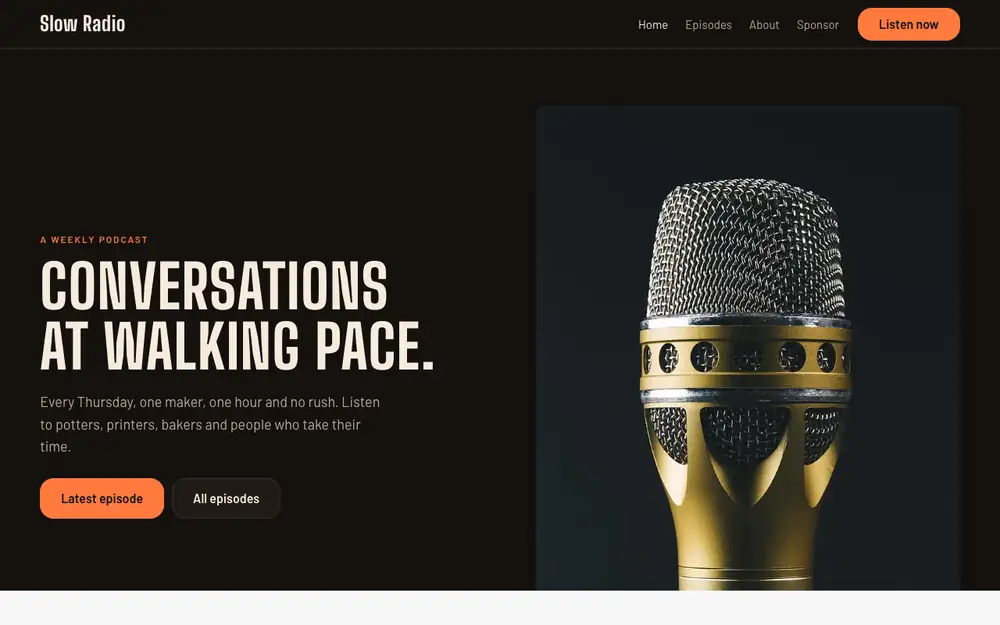 Slow Radio
Home
Episodes
About
Sponsor
Listen now
A WEEKLY PODCAST
CONVERSATIONS
AT WALKING PACE.
Every Thursday, one maker, one hour and no rush. Listen
to potters, printers, bakers and people who take their
time.
Latest episode
All episodes